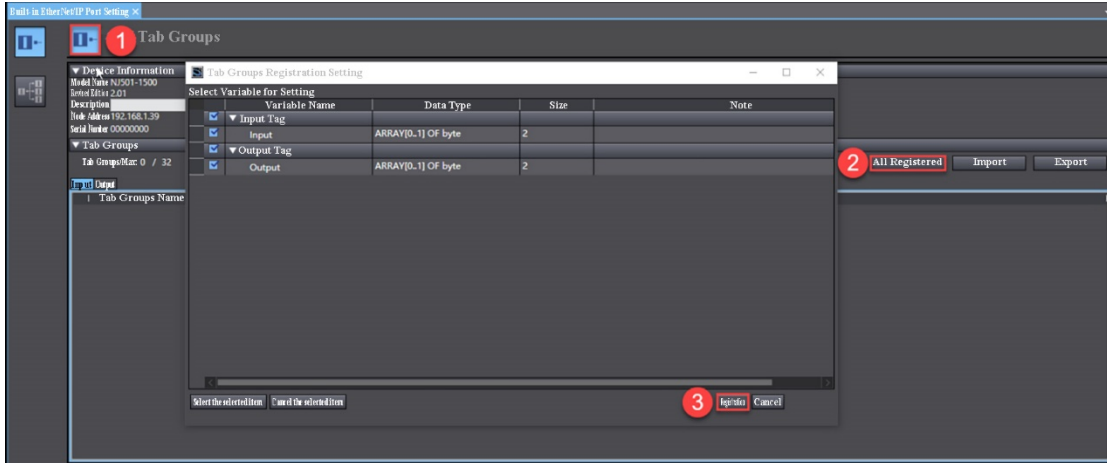 Built-in EtherNet/IP Port Setting ×
1
Tab Groups
▼ Device Information
Model Name NJ501-1500
Revised Edition 2.01
Description
Node Address 192.168.1.39
Serial Number 00000000
▼ Tab Groups
Tab Groups/Max: 0 / 32
Input Output
Tab Groups Name
Tab Groups Registration Setting
Select Variable for Setting
Variable Name Data Type Size Note
▼ Input Tag
Input ARRAY[0..1] OF byte 2
▼ Output Tag
Output ARRAY[0..1] OF byte 2
Select the selected item Cancel the selected item
3 Registration Cancel
2 All Registered Import Export